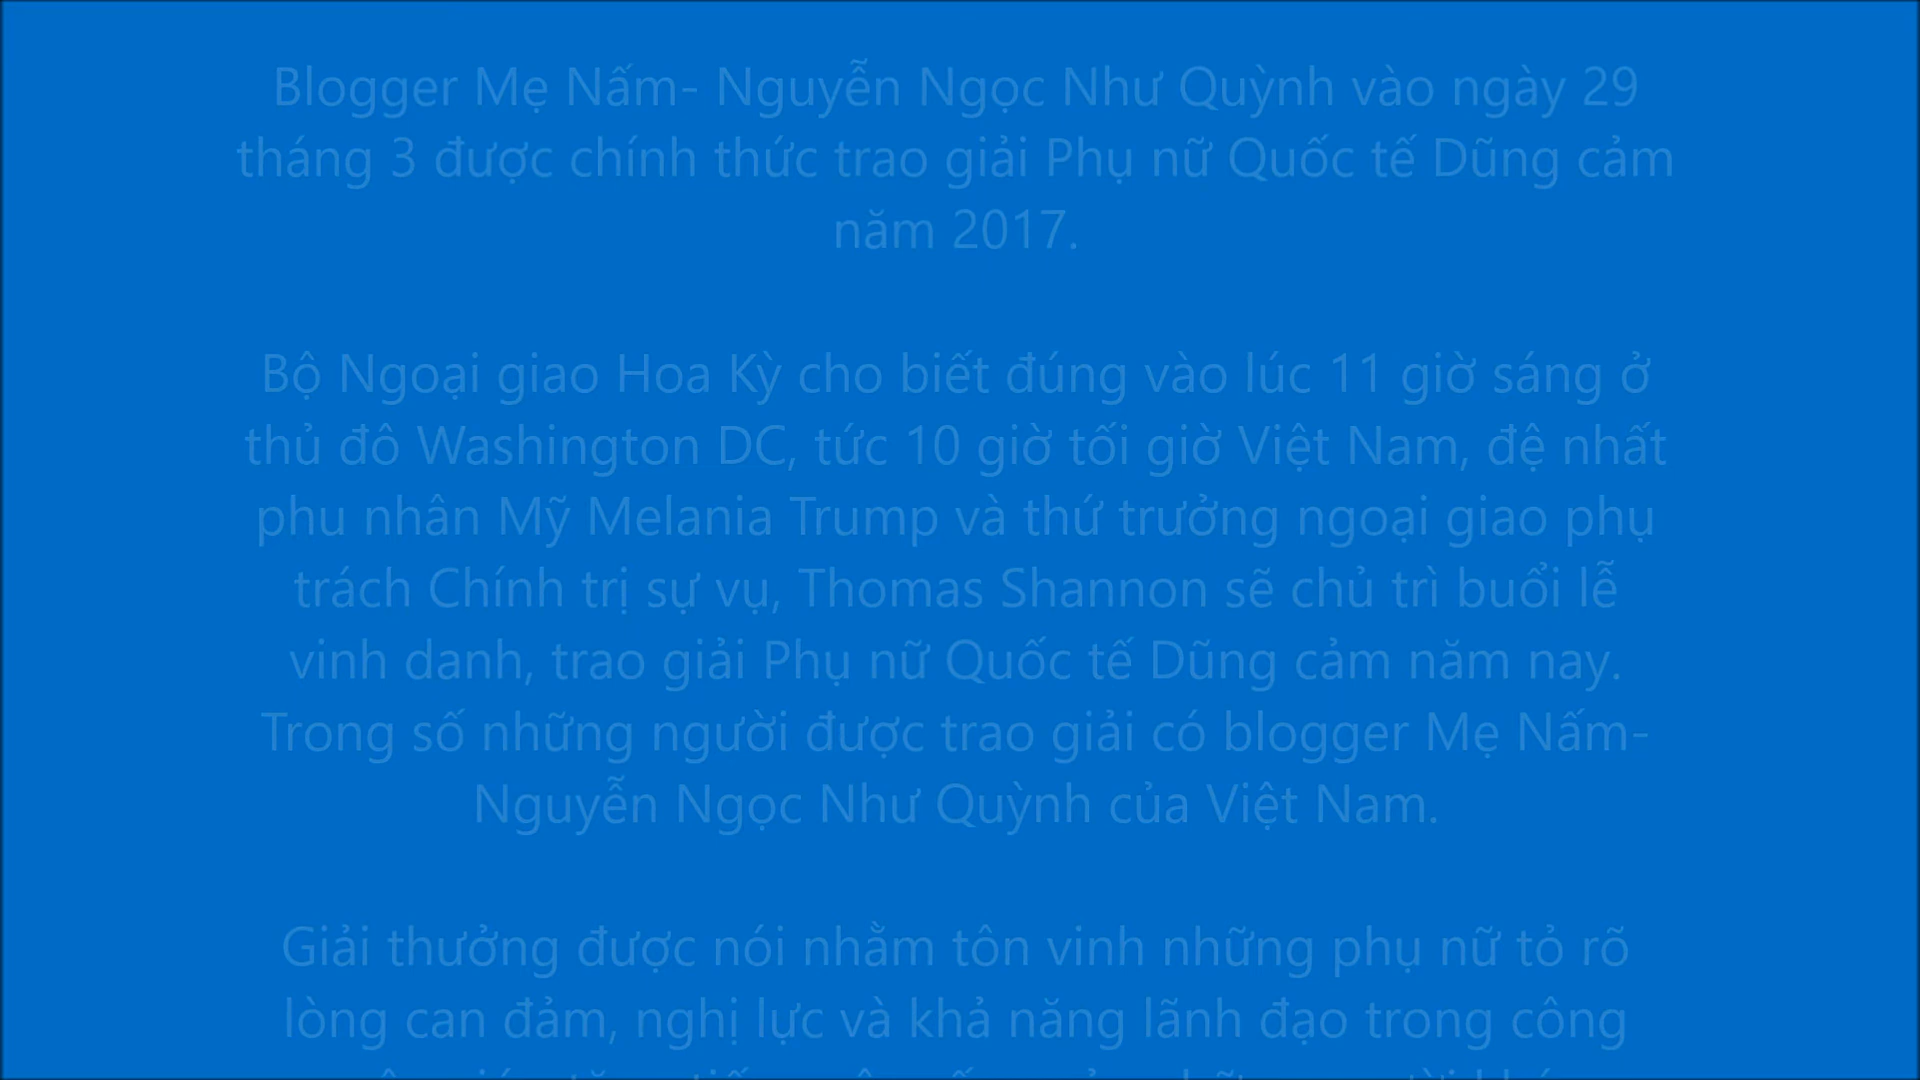 Blogger Mẹ Nấm- Nguyễn Ngọc Như Quỳnh vào ngày 29
tháng 3 được chính thức trao giải Phụ nữ Quốc tế Dũng cảm
năm 2017.
Bộ Ngoại giao Hoa Kỳ cho biết đúng vào lúc 11 giờ sáng ở
thủ đô Washington DC, tức 10 giờ tối giờ Việt Nam, đệ nhất
phu nhân Mỹ Melania Trump và thứ trưởng ngoại giao phụ
trách Chính trị sự vụ, Thomas Shannon sẽ chủ trì buổi lễ
vinh danh, trao giải Phụ nữ Quốc tế Dũng cảm năm nay.
Trong số những người được trao giải có blogger Mẹ Nấm-
Nguyễn Ngọc Như Quỳnh của Việt Nam.
Giải thưởng được nói nhằm tôn vinh những phụ nữ tỏ rõ
lòng can đảm, nghị lực và khả năng lãnh đạo trong công